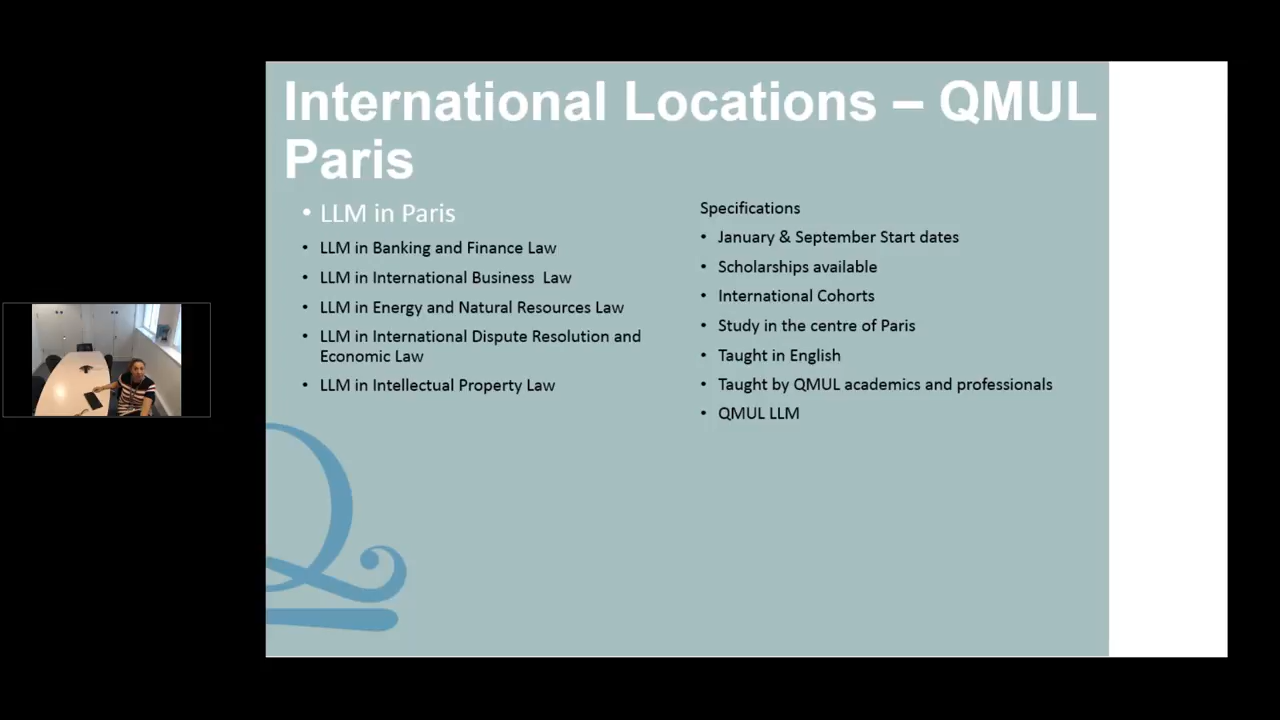 International Locations – QMUL
Paris
• LLM in Paris
• LLM in Banking and Finance Law
• LLM in International Business Law
• LLM in Energy and Natural Resources Law
• LLM in International Dispute Resolution and
Economic Law
• LLM in Intellectual Property Law
Specifications
• January & September Start dates
• Scholarships available
• International Cohorts
• Study in the centre of Paris
• Taught in English
• Taught by QMUL academics and professionals
• QMUL LLM